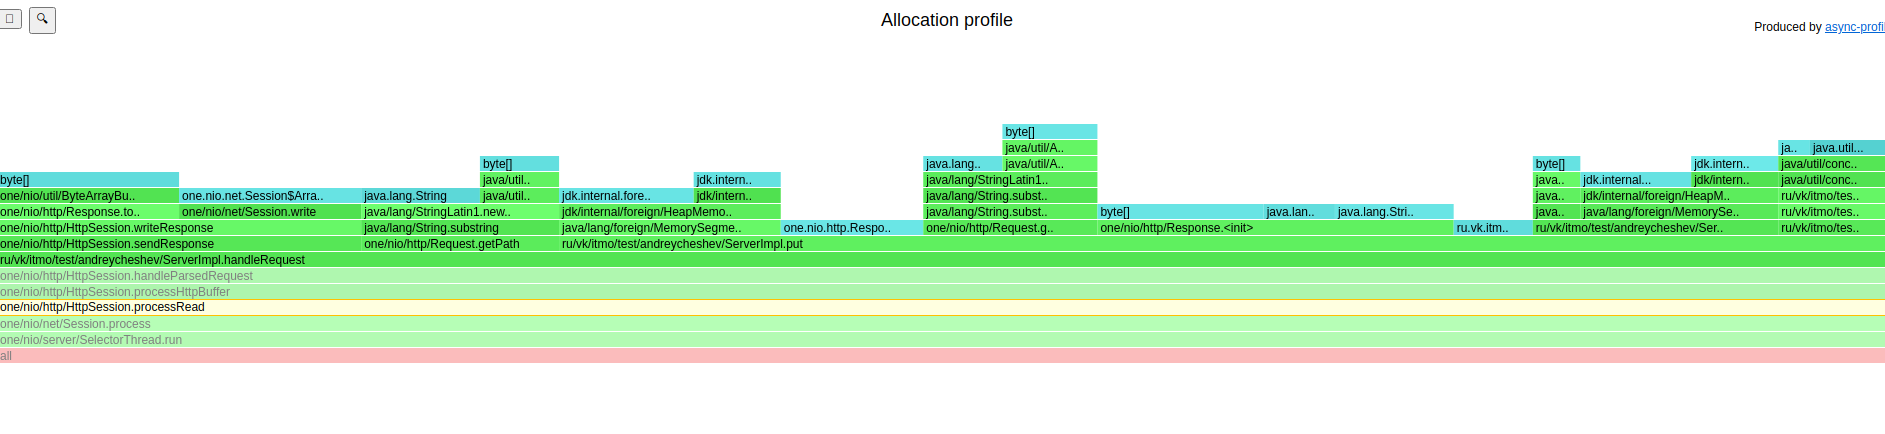 Allocation profile
Produced by async-profi
byte[]
java/util/A..
ja.. java.util...
byte[] java.lang.. java/util/A.. byte[] jdk.intern.. java/util/conc..
byte[] java/util.. jdk.intern.. java/lang/StringLatin1.. java.. jdk.internal... jdk/intern.. java/util/conc..
one/nio/util/ByteArrayBu.. one.nio.net.Session$Arra.. java.lang.String java/util.. jdk.internal.fore.. jdk/intern.. java/lang/String.subst.. java.. jdk/internal/foreign/HeapM.. ru/vk/itmo/tes..
one/nio/http/Response.to.. one/nio/net/Session.write java/lang/StringLatin1.new.. jdk/internal/foreign/HeapMemo.. java/lang/String.subst.. byte[] java.lan.. java.lang.Stri.. java.. java/lang/foreign/MemorySe.. ru/vk/itmo/tes..
one/nio/http/HttpSession.writeResponse java/lang/String.substring java/lang/foreign/MemorySegme.. one.nio.http.Respo.. one/nio/http/Request.g.. one/nio/http/Response.<init> ru.vk.itm.. ru/vk/itmo/test/andreycheshev/Ser.. ru/vk/itmo/tes..
one/nio/http/HttpSession.sendResponse one/nio/http/Request.getPath ru/vk/itmo/test/andreycheshev/ServerImpl.put
ru/vk/itmo/test/andreycheshev/ServerImpl.handleRequest
one/nio/http/HttpSession.handleParsedRequest
one/nio/http/HttpSession.processHttpBuffer
one/nio/http/HttpSession.processRead
one/nio/net/Session.process
one/nio/server/SelectorThread.run
all